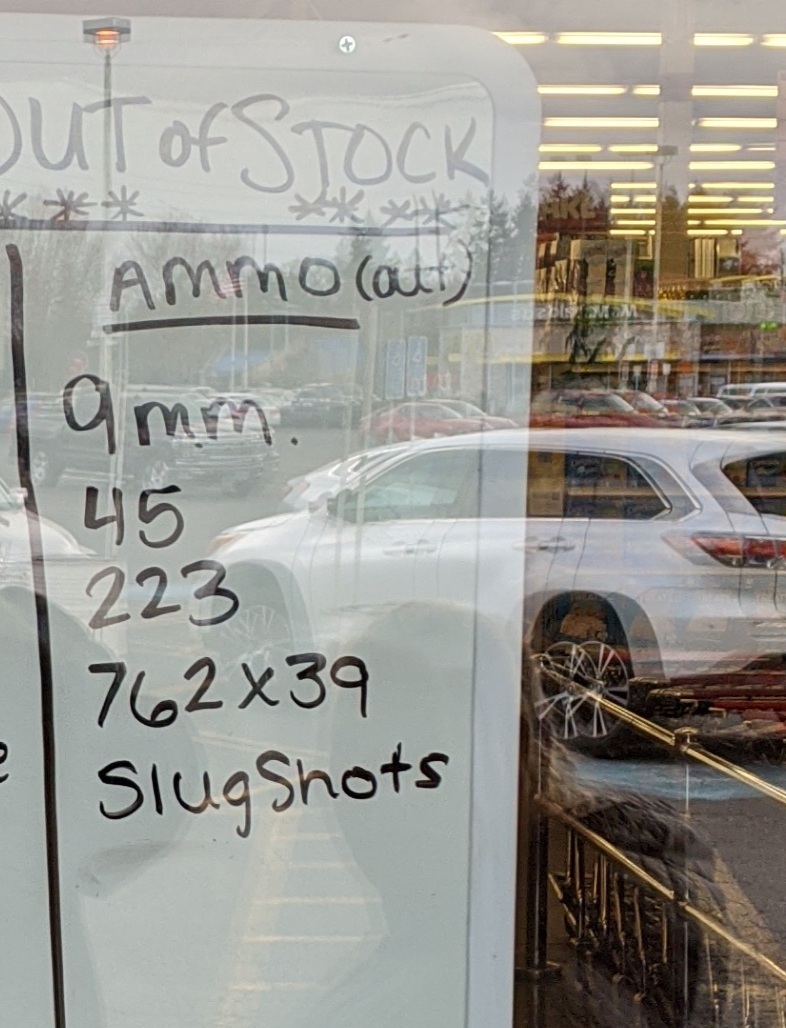 OUT of STOCK
*** ****
AMMO (out)
9mm.
45
223
762x39
SlugShots